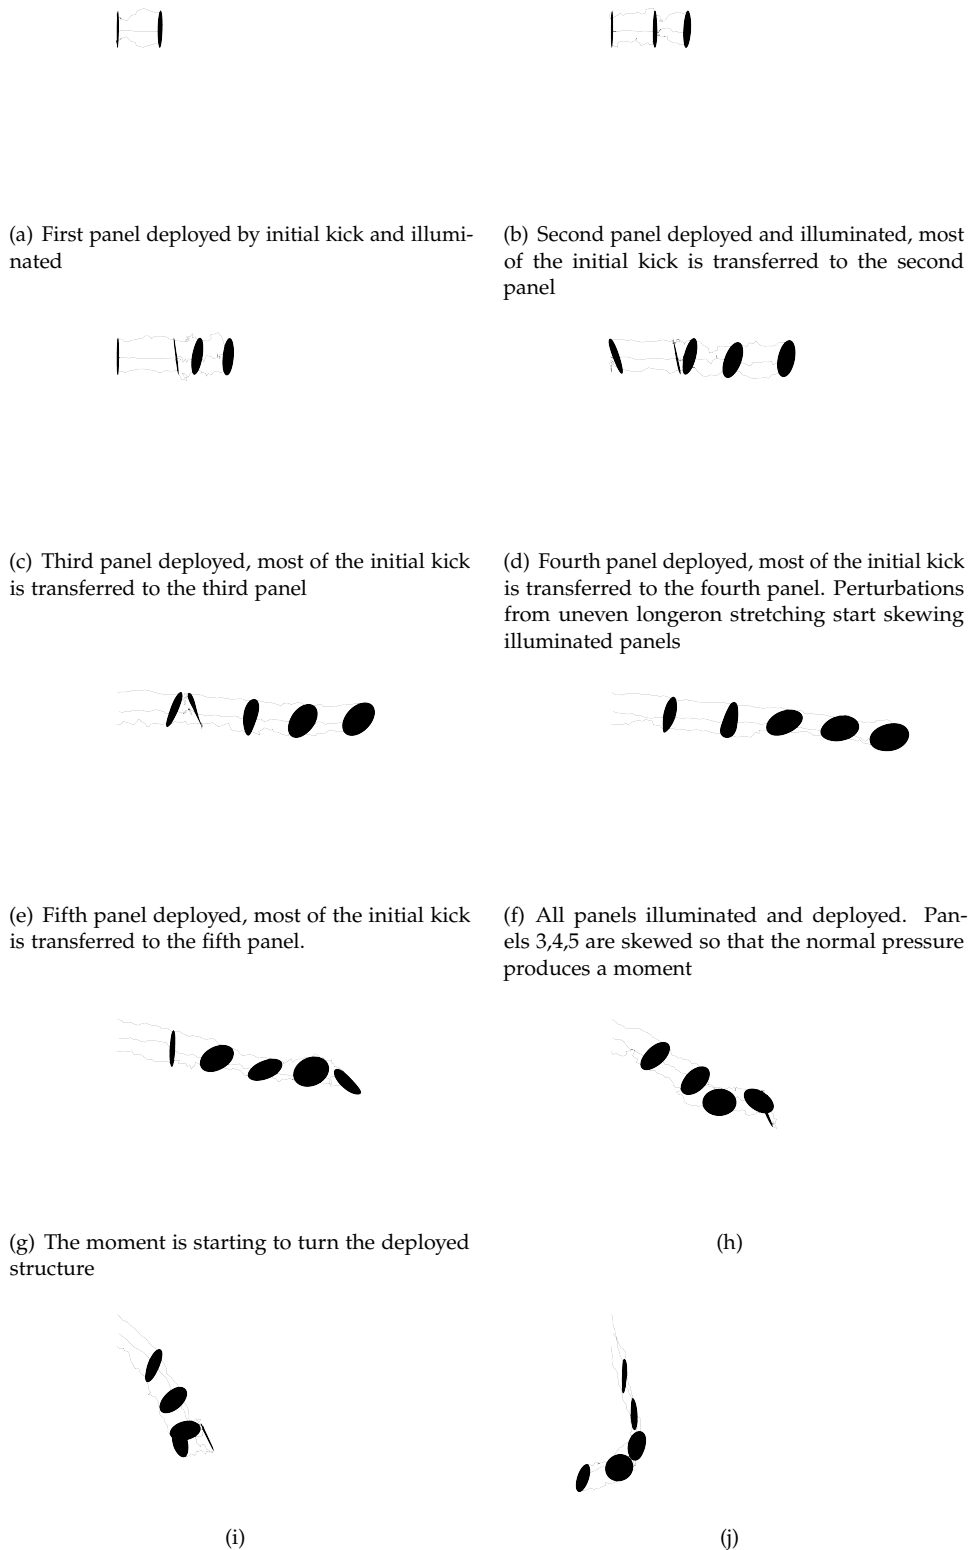 (a) First panel deployed by initial kick and illumi-
nated
(b) Second panel deployed and illuminated, most
of the initial kick is transferred to the second
panel
(c) Third panel deployed, most of the initial kick
is transferred to the third panel
(d) Fourth panel deployed, most of the initial kick
is transferred to the fourth panel. Perturbations
from uneven longeron stretching start skewing
illuminated panels
(e) Fifth panel deployed, most of the initial kick
is transferred to the fifth panel.
(f) All panels illuminated and deployed. Pan-
els 3,4,5 are skewed so that the normal pressure
produces a moment
(g) The moment is starting to turn the deployed
structure
(h)
(i)
(j)